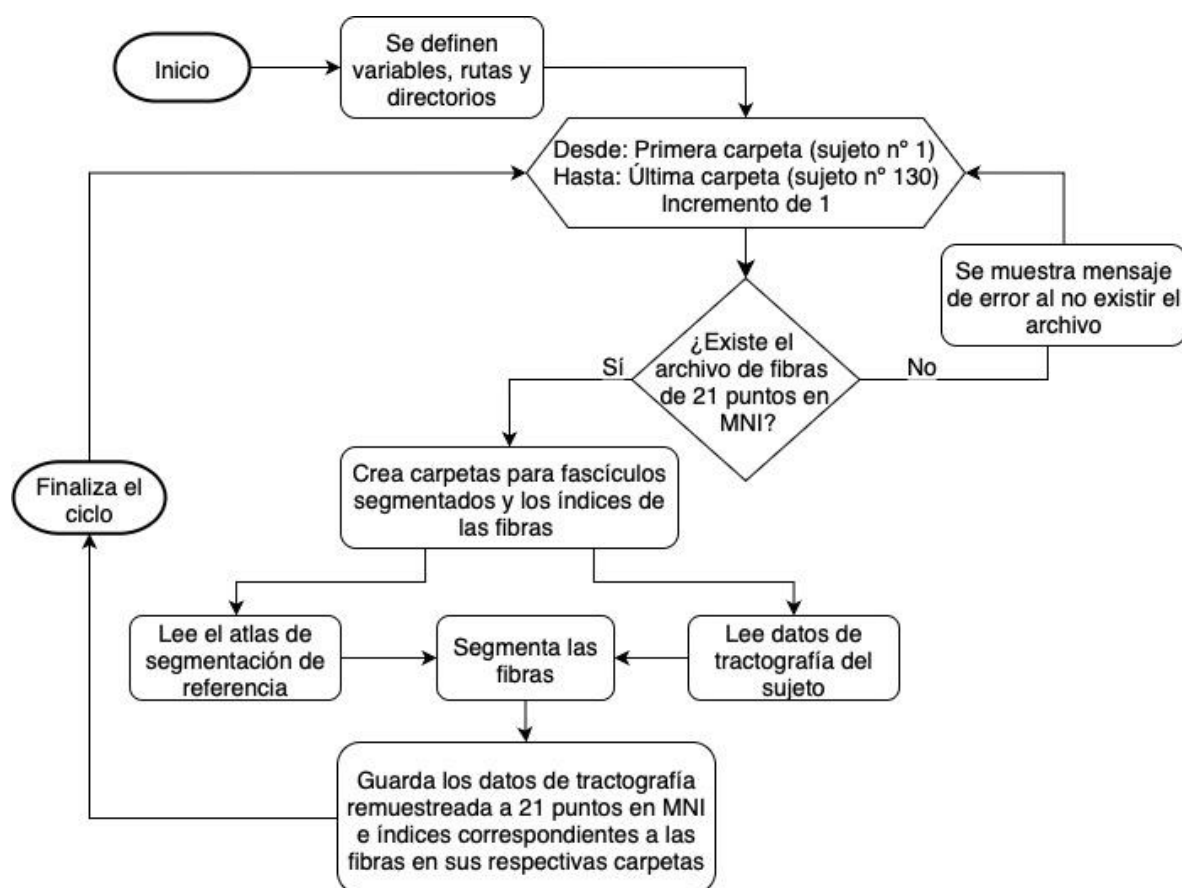 Inicio
Se definen
variables, rutas y
directorios
Desde: Primera carpeta (sujeto nº 1)
Hasta: Última carpeta (sujeto nº 130)
Incremento de 1
Se muestra mensaje
de error al no existir el
archivo
¿Existe el
archivo de fibras
de 21 puntos en
MNI?
Sí
No
Crea carpetas para fascículos
segmentados y los índices de
las fibras
Finaliza el
ciclo
Lee el atlas de
segmentación de
referencia
Segmenta las
fibras
Lee datos de
tractografía del
sujeto
Guarda los datos de tractografía
remuestreada a 21 puntos en MNI
e índices correspondientes a las
fibras en sus respectivas carpetas